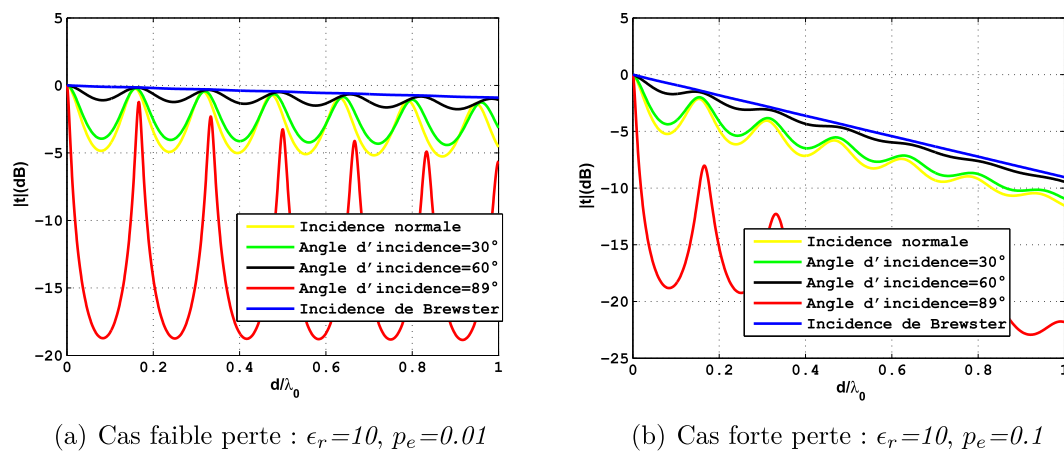 5
0
−5
−10
−15
−20
0
0.2
0.4
0.6
0.8
1
|t|(dB)
d/λ0
Incidence normale
Angle d'incidence=30°
Angle d'incidence=60°
Angle d'incidence=89°
Incidence de Brewster
(a) Cas faible perte : ϵr=10, pe=0.01
5
0
−5
−10
−15
−20
−25
0
0.2
0.4
0.6
0.8
1
|t|(dB)
d/λ0
Incidence normale
Angle d'incidence=30°
Angle d'incidence=60°
Angle d'incidence=89°
Incidence de Brewster
(b) Cas forte perte : ϵr=10, pe=0.1